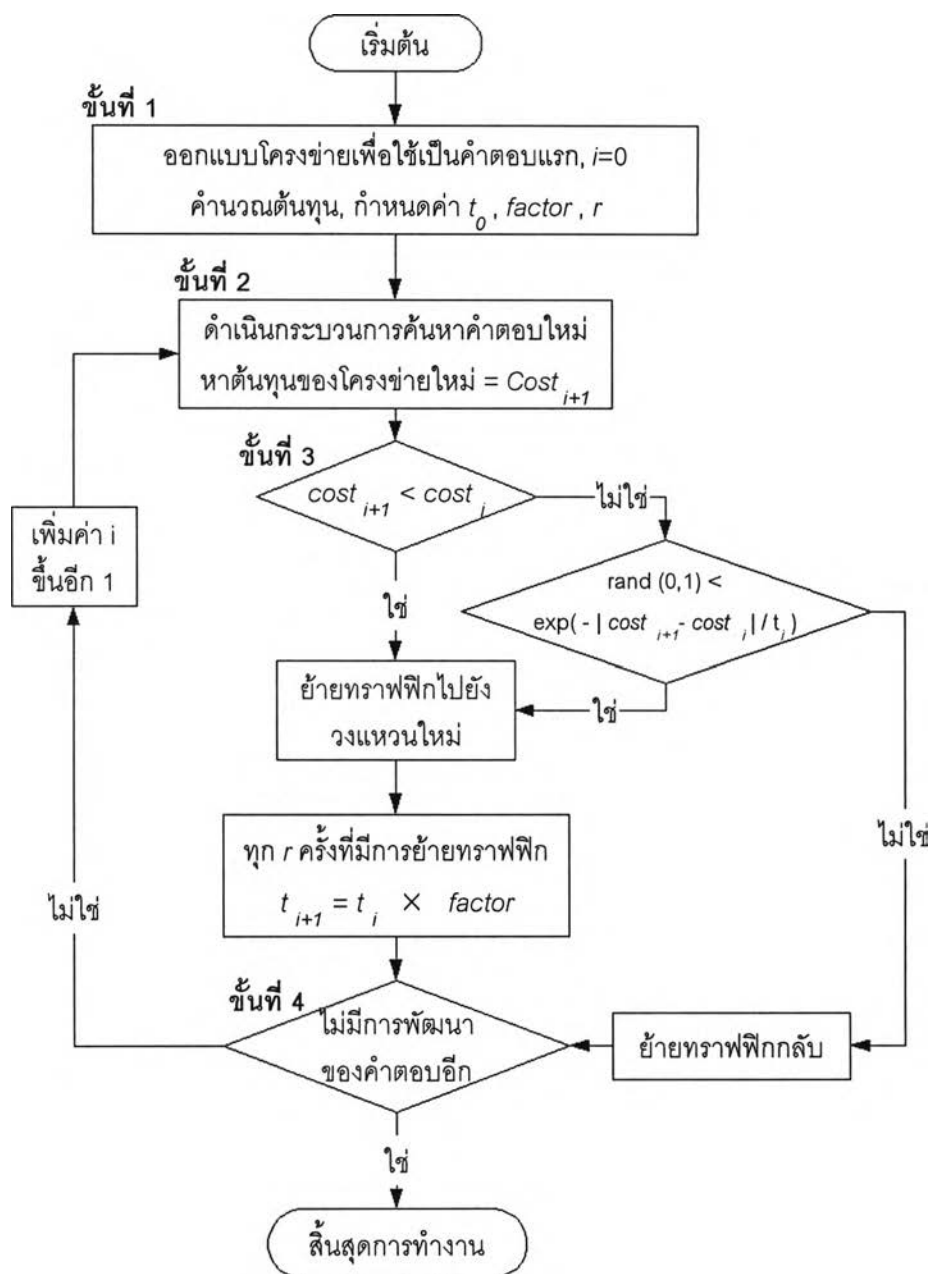 เริ่มต้น
ขั้นที่ 1
ออกแบบโครงข่ายเพื่อใช้เป็นคำตอบแรก, i=0
คำนวณต้นทุน, กำหนดค่า t_0 , factor , r
ขั้นที่ 2
ดำเนินกระบวนการค้นหาคำตอบใหม่
หาต้นทุนของโครงข่ายใหม่ = Cost_{i+1}
ขั้นที่ 3
cost_{i+1} < cost_i
ไม่ใช่
เพิ่มค่า i
ขึ้นอีก 1
rand (0,1) <
exp( - | cost_{i+1} - cost_i | / t_i )
ใช่
ย้ายทราฟฟิกไปยัง
วงแหวนใหม่
ใช่
ทุก r ครั้งที่มีการย้ายทราฟฟิก
t_{i+1} = t_i × factor
ไม่ใช่
ไม่ใช่
ขั้นที่ 4
ไม่มีการพัฒนา
ของคำตอบอีก
ย้ายทราฟฟิกกลับ
ใช่
สิ้นสุดการทำงาน